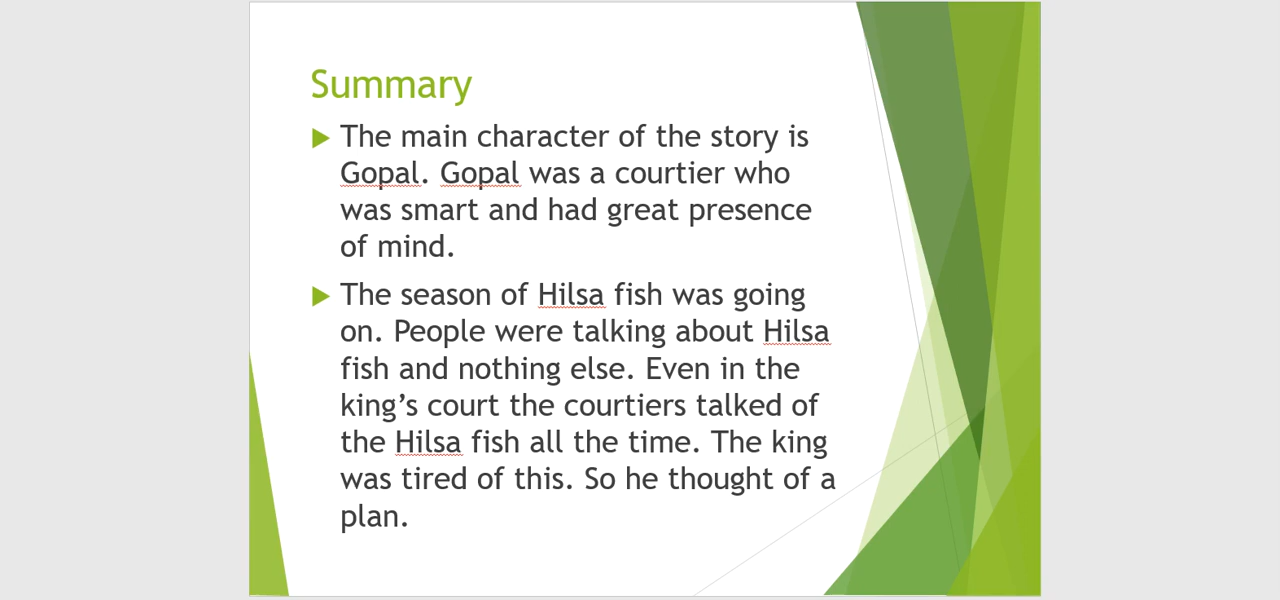 Summary
The main character of the story is
Gopal. Gopal was a courtier who
was smart and had great presence
of mind.
The season of Hilsa fish was going
on. People were talking about Hilsa
fish and nothing else. Even in the
king’s court the courtiers talked of
the Hilsa fish all the time. The king
was tired of this. So he thought of a
plan.